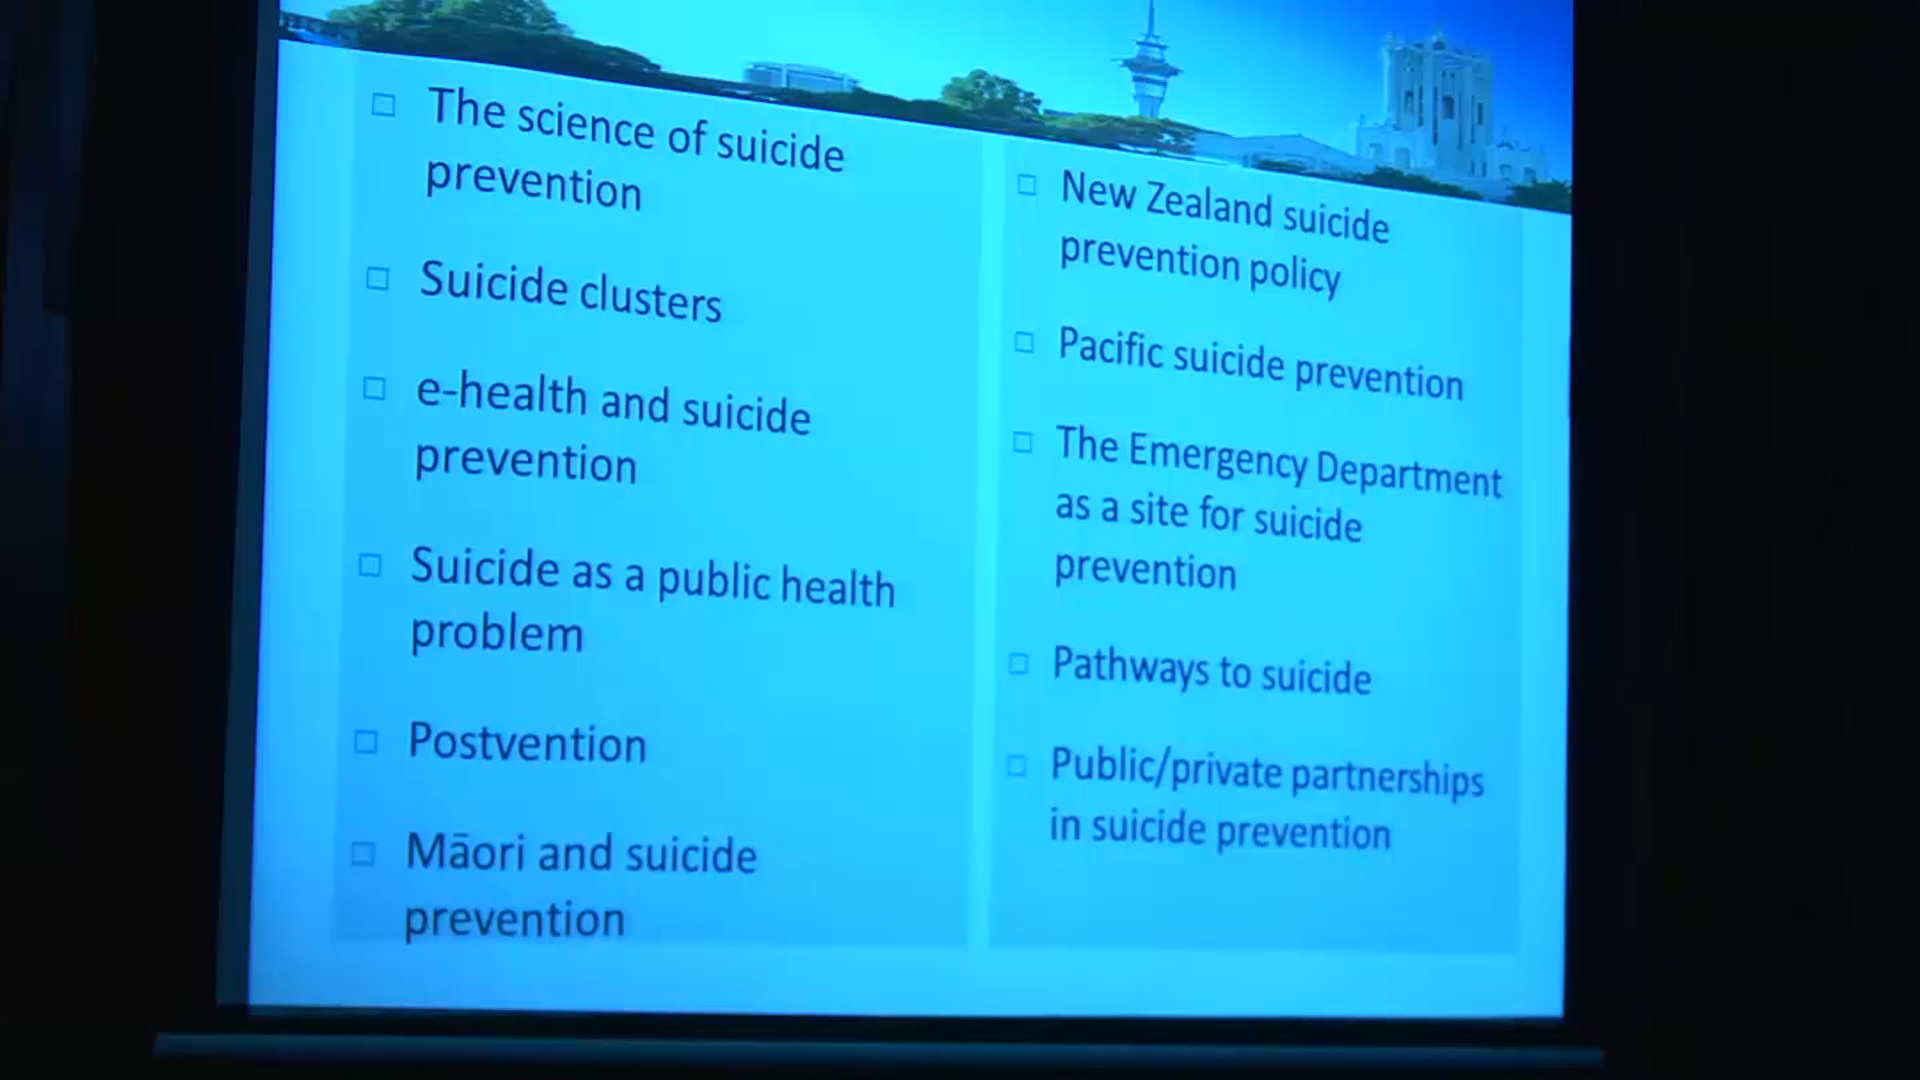 The science of suicide
prevention
Suicide clusters
e-health and suicide
prevention
Suicide as a public health
problem
Postvention
Māori and suicide
prevention
New Zealand suicide
prevention policy
Pacific suicide prevention
The Emergency Department
as a site for suicide
prevention
Pathways to suicide
Public/private partnerships
in suicide prevention